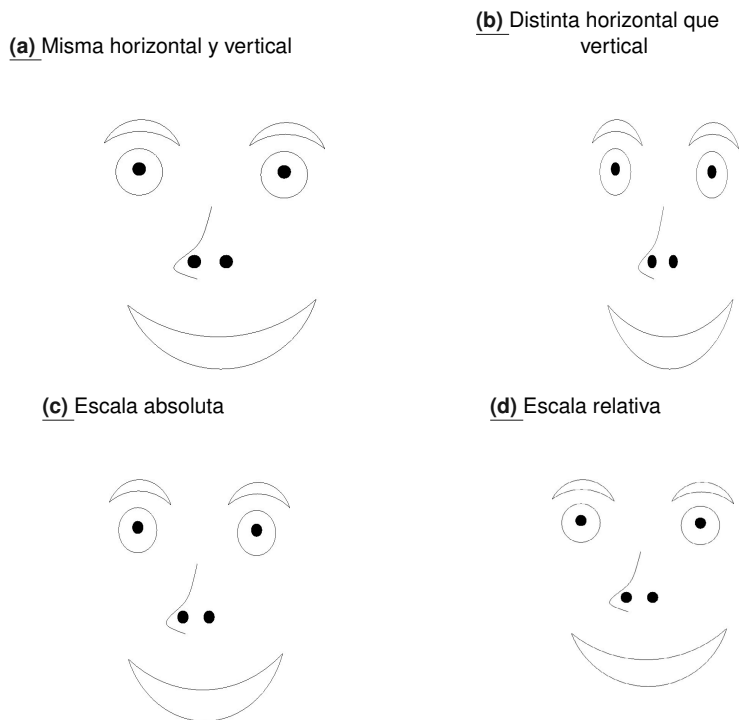 (a) Misma horizontal y vertical
(b) Distinta horizontal que
vertical
(c) Escala absoluta
(d) Escala relativa